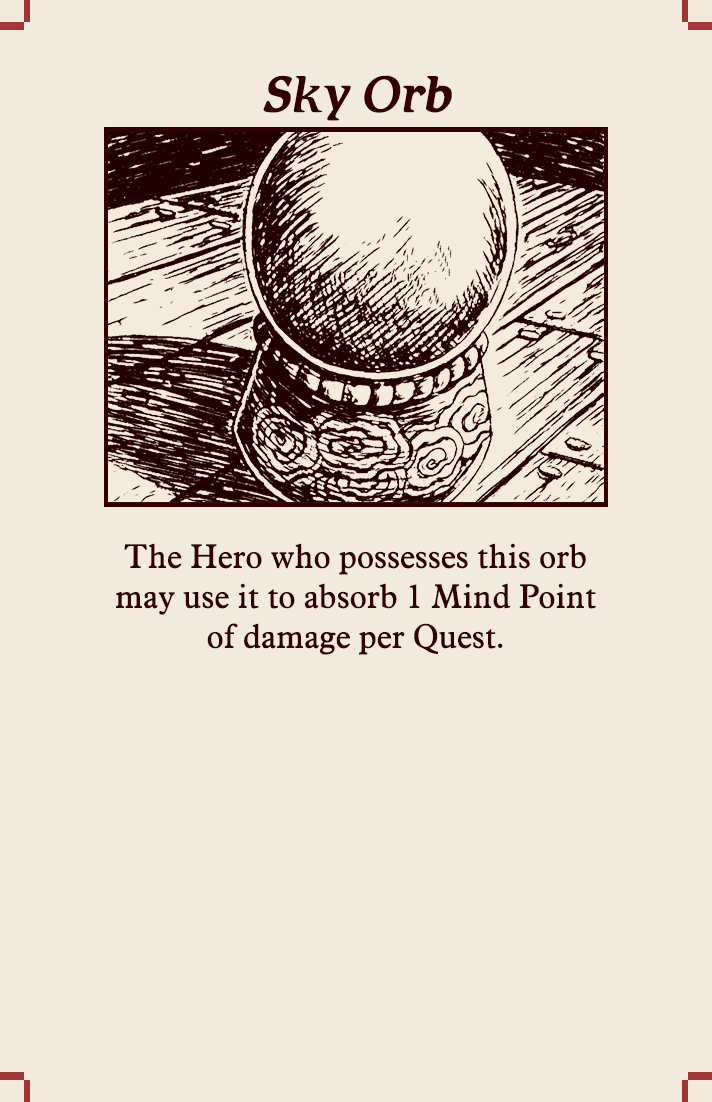 Sky Orb
The Hero who possesses this orb
may use it to absorb 1 Mind Point
of damage per Quest.